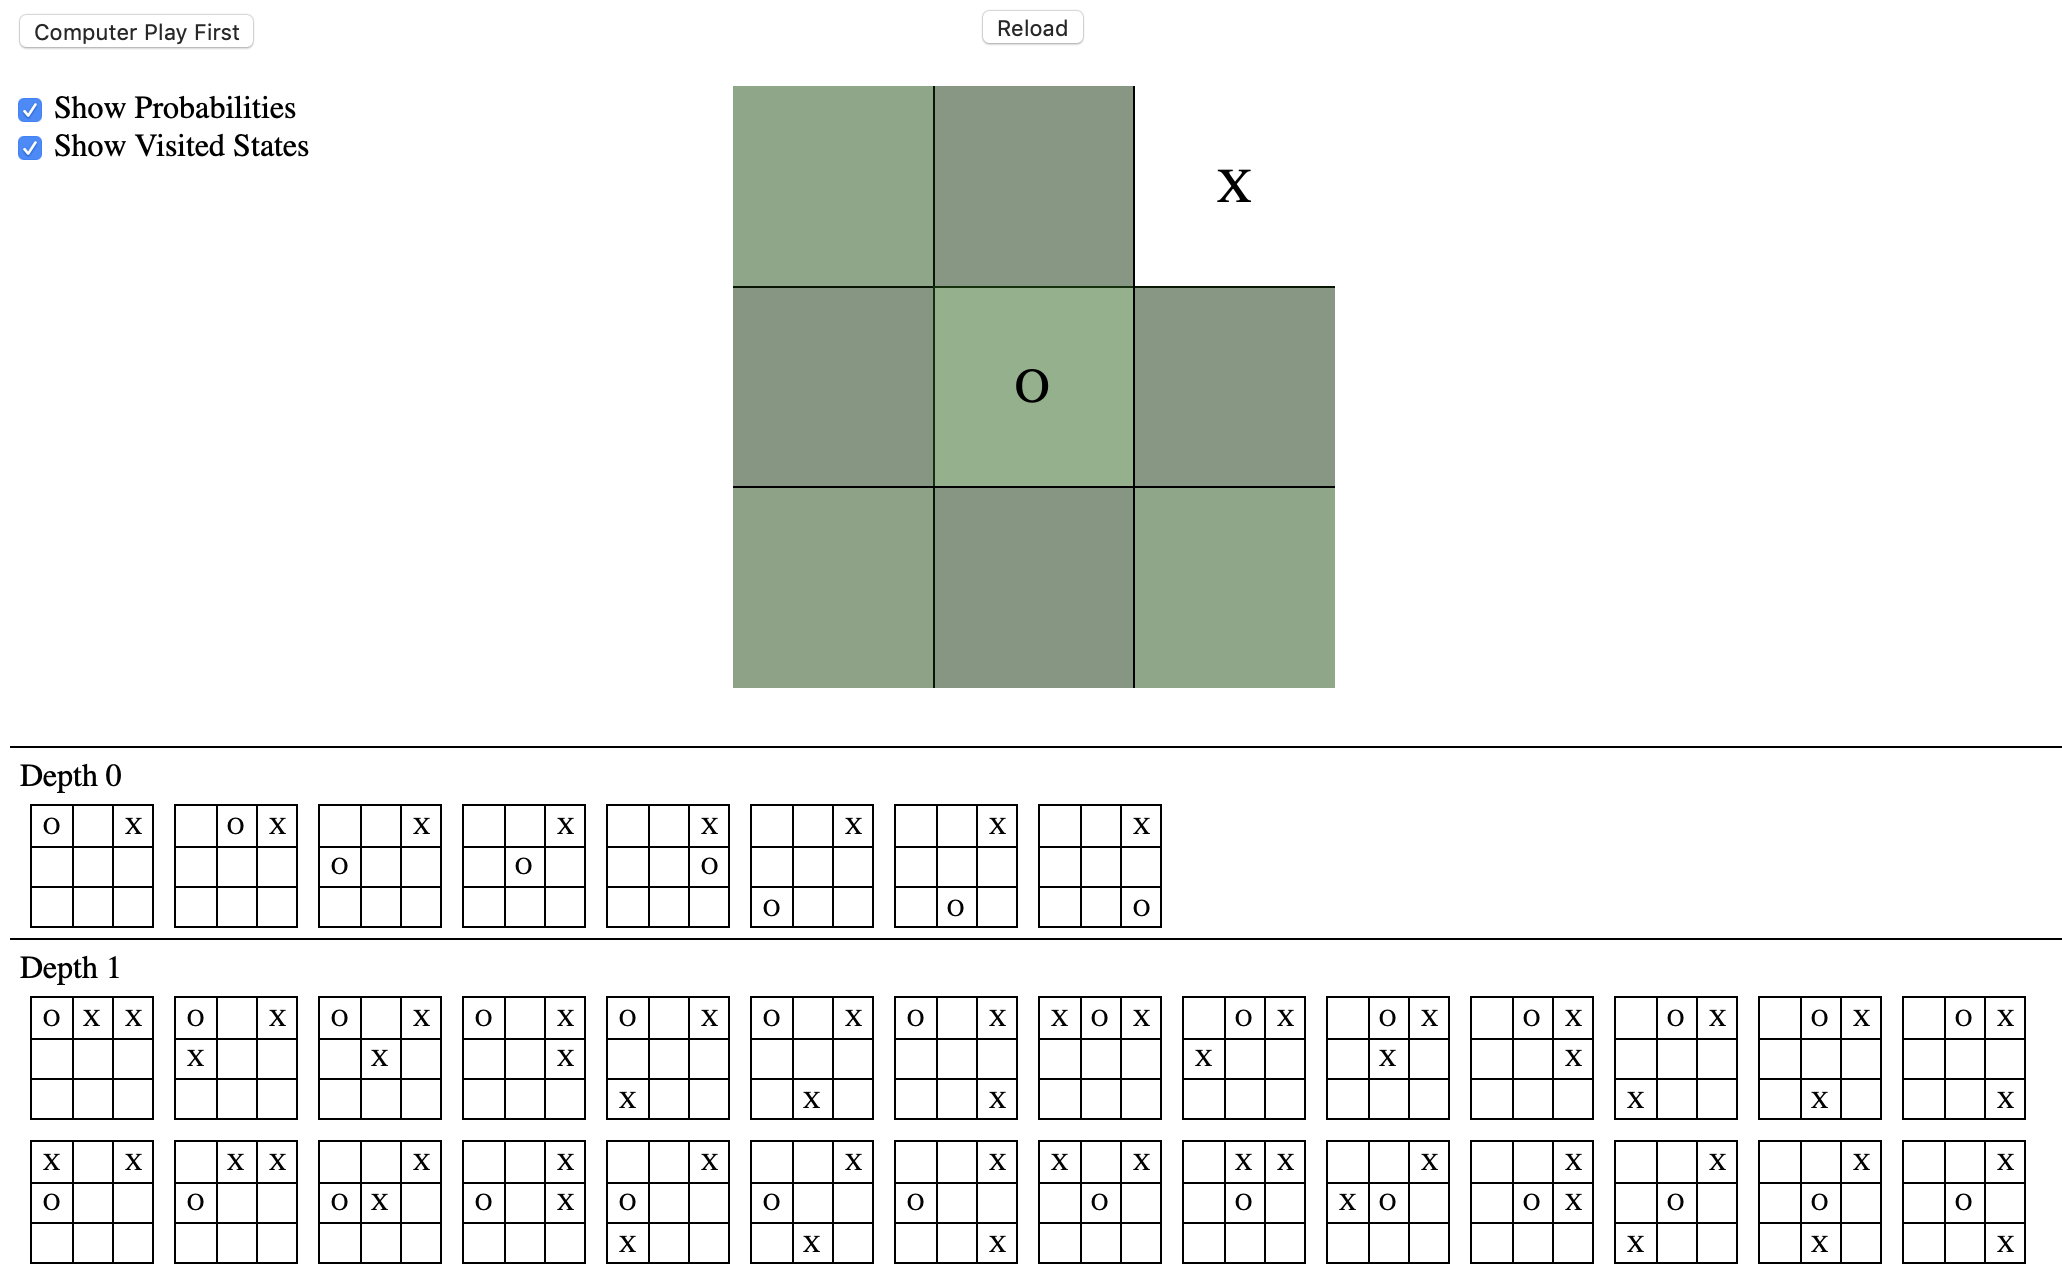 Computer Play First
Reload
Show Probabilities
Show Visited States
X
O
Depth 0
O X O X X X X X X X
O O O
O O O
Depth 1
O X X O X O X O X O X O X O X X O X O X O X O X O X O X O X
X X X X X X
X X X X X X
X X X X X X X X X X X X X X X X X
O O O X O X O O O O O X O O X O O O
X X X X X X